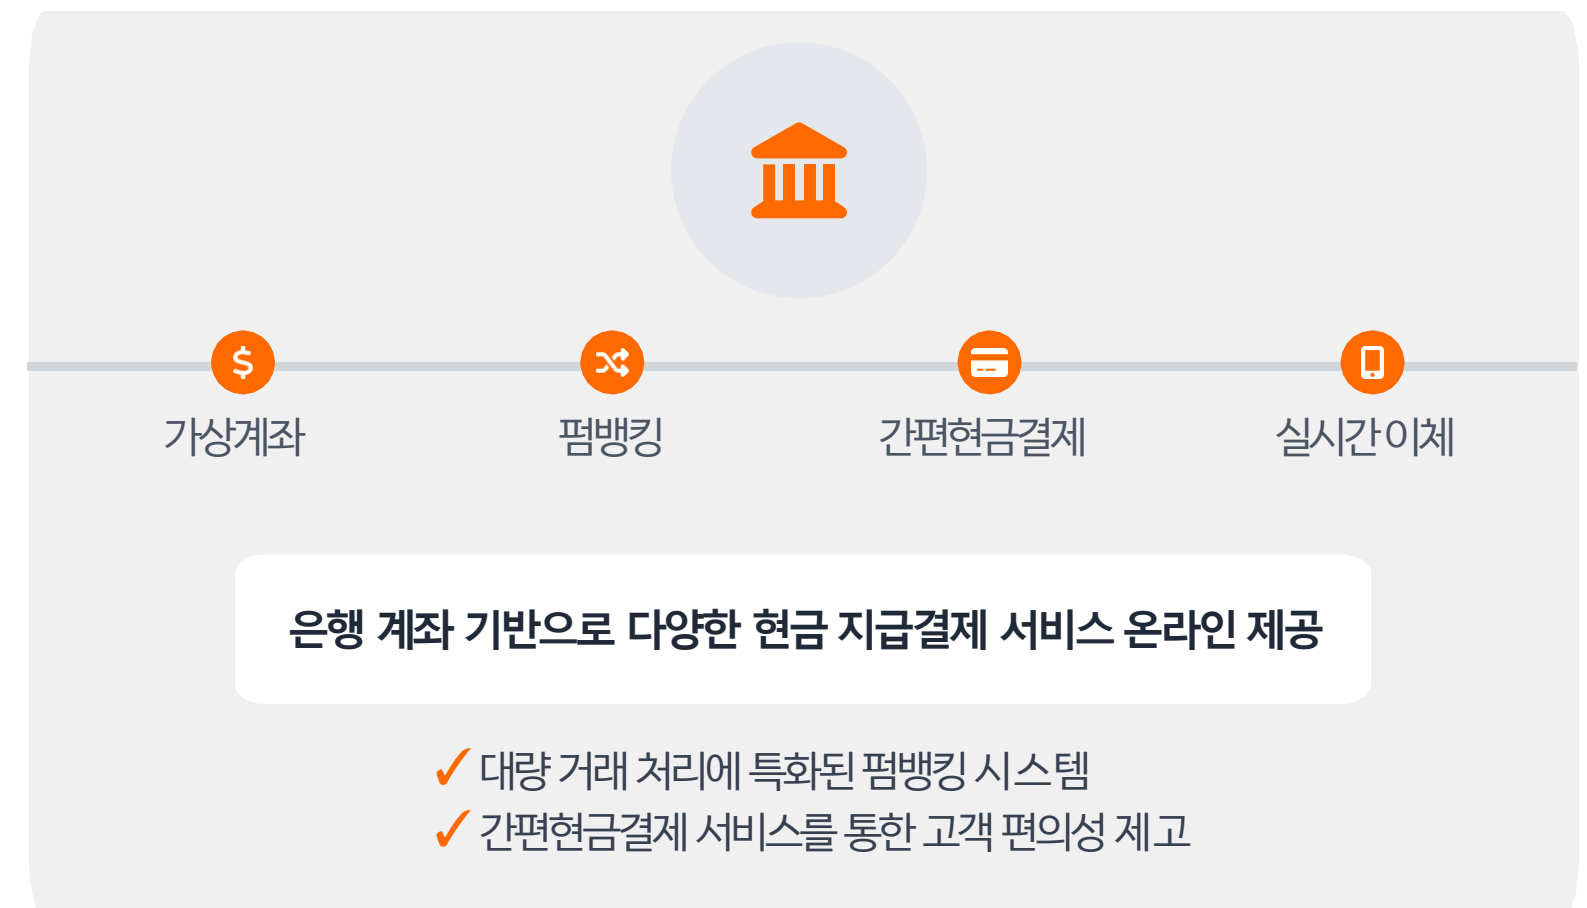 가상계좌 펌뱅킹 간편현금결제 실시간 이체
은행 계좌 기반으로 다양한 현금 지급결제 서비스 온라인 제공
✓ 대량 거래 처리에 특화된 펌뱅킹 시스템
✓ 간편현금결제 서비스를 통한 고객 편의성 제고